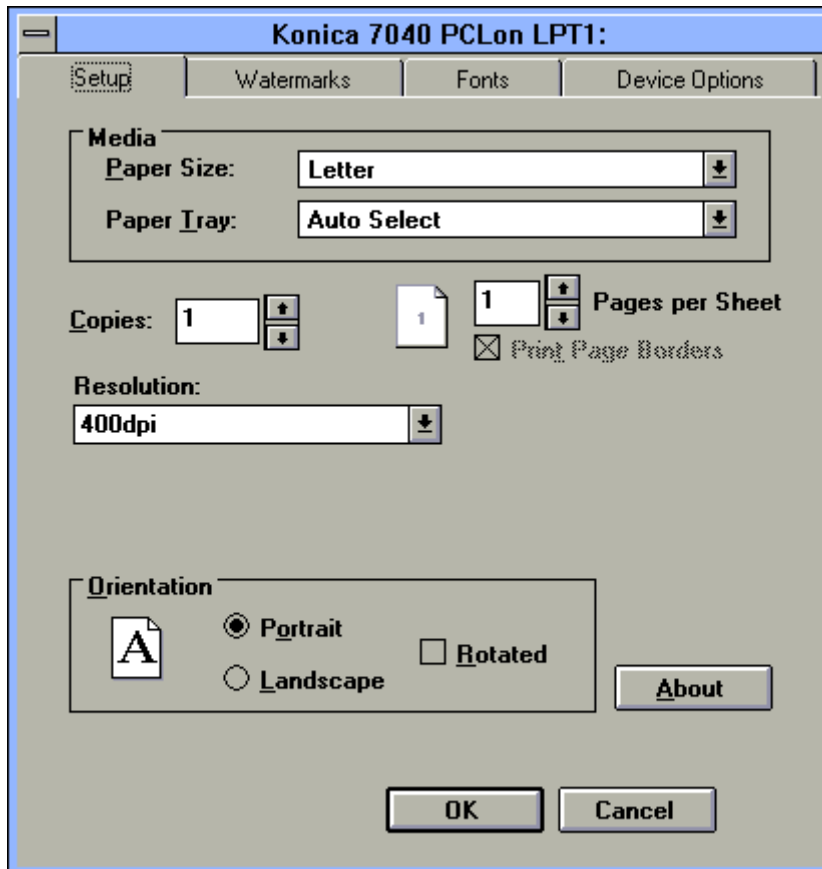 Konica 7040 PCLon LPT1:
Setup Watermarks Fonts Device Options
Media
Paper Size: Letter
Paper Tray: Auto Select
Copies: 1 1 1 Pages per Sheet
Print Page Borders
Resolution:
400dpi
Orientation
A Portrait
Rotated
Landscape
About
OK Cancel